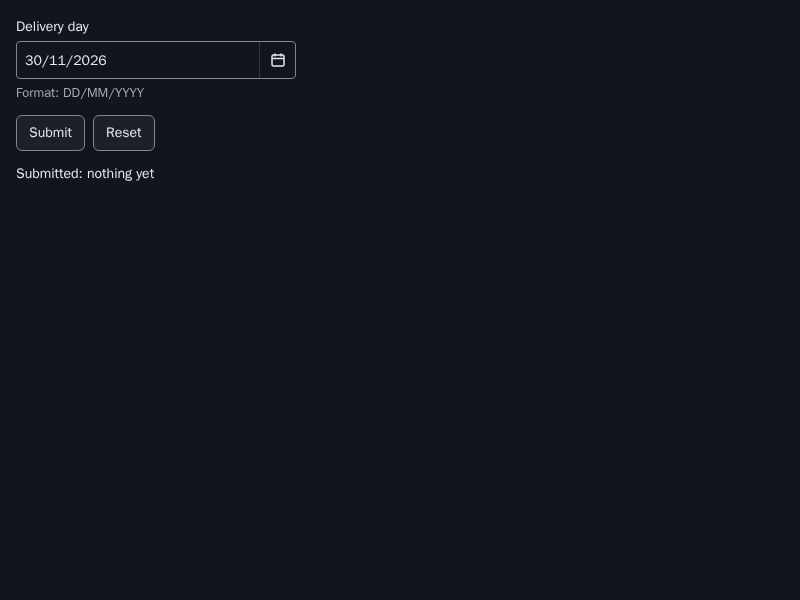 Delivery day
30/11/2026
Format: DD/MM/YYYY
Submit Reset
Submitted: nothing yet